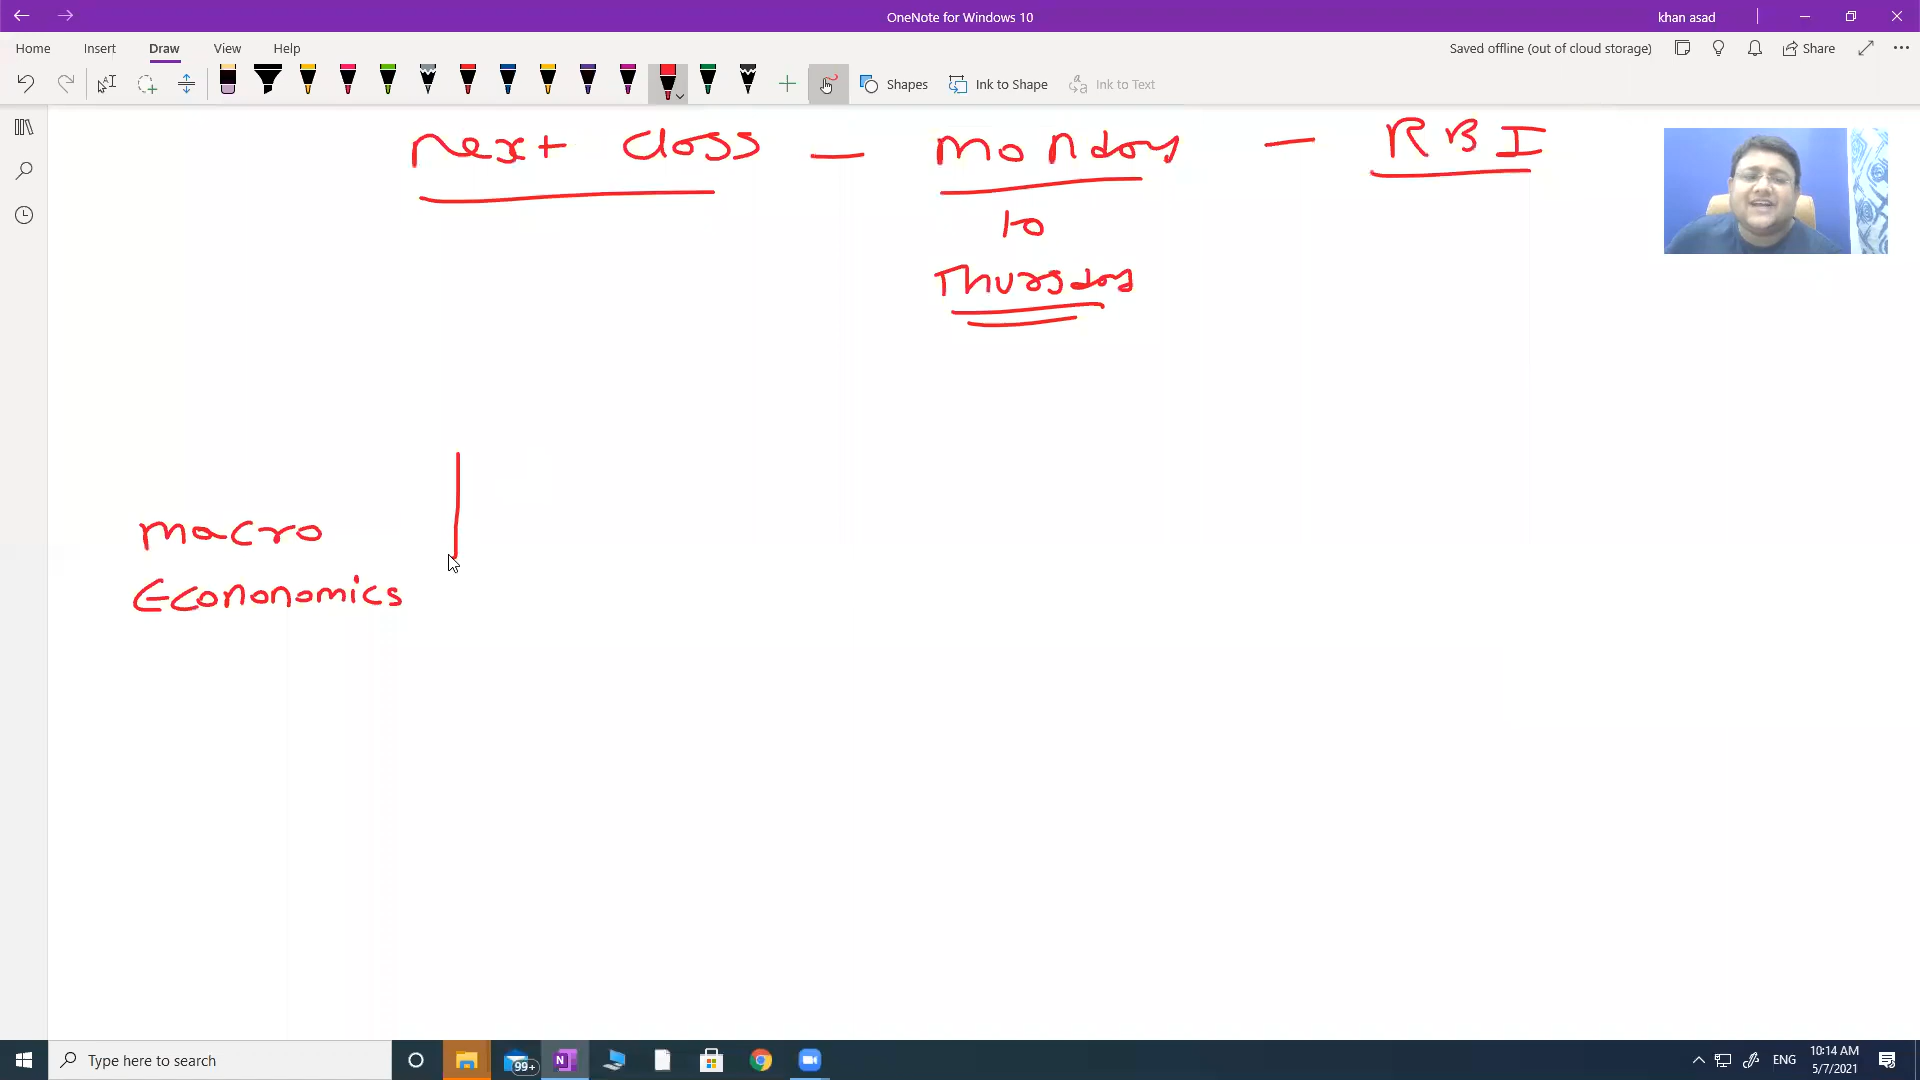 OneNote for Windows 10
khan asad
Home Insert Draw View Help
Saved offline (out of cloud storage)
Share
Shapes
Ink to Shape
Ink to Text
Next class — Monday — RBI
to
Thursday
macro
Econonomics
Type here to search
99+
ENG
10:14 AM
5/7/2021